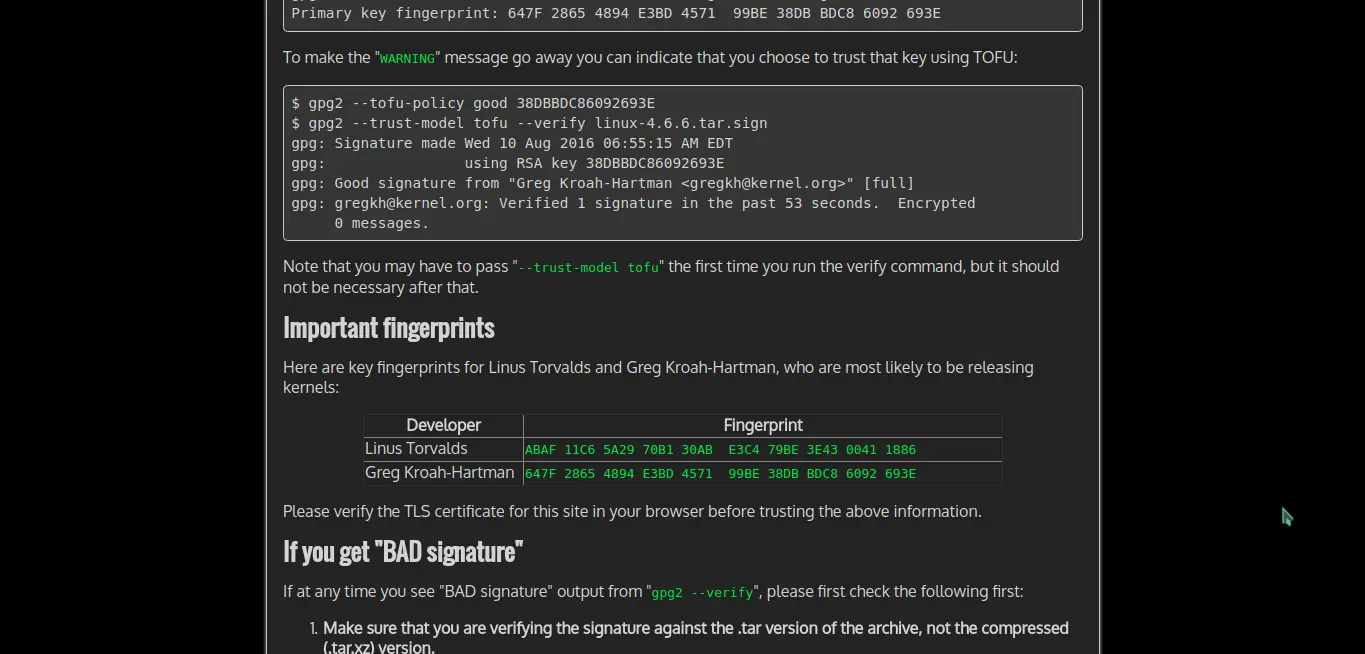 Primary key fingerprint: 647F 2865 4894 E3BD 4571  99BE 38DB BDC8 6092 693E
To make the "WARNING" message go away you can indicate that you choose to trust that key using TOFU:
$ gpg2 --tofu-policy good 38DBBDC86092693E
$ gpg2 --trust-model tofu --verify linux-4.6.6.tar.sign
gpg: Signature made Wed 10 Aug 2016 06:55:15 AM EDT
gpg:                using RSA key 38DBBDC86092693E
gpg: Good signature from "Greg Kroah-Hartman <gregkh@kernel.org>" [full]
gpg: gregkh@kernel.org: Verified 1 signature in the past 53 seconds.  Encrypted
     0 messages.
Note that you may have to pass "--trust-model tofu" the first time you run the verify command, but it should
not be necessary after that.
Important fingerprints
Here are key fingerprints for Linus Torvalds and Greg Kroah-Hartman, who are most likely to be releasing
kernels:
Developer Fingerprint
Linus Torvalds ABAF 11C6 5A29 70B1 30AB  E3C4 79BE 3E43 0041 1886
Greg Kroah-Hartman 647F 2865 4894 E3BD 4571  99BE 38DB BDC8 6092 693E
Please verify the TLS certificate for this site in your browser before trusting the above information.
If you get "BAD signature"
If at any time you see "BAD signature" output from "gpg2 --verify", please first check the following first:
1. Make sure that you are verifying the signature against the .tar version of the archive, not the compressed
(.tar.xz) version.